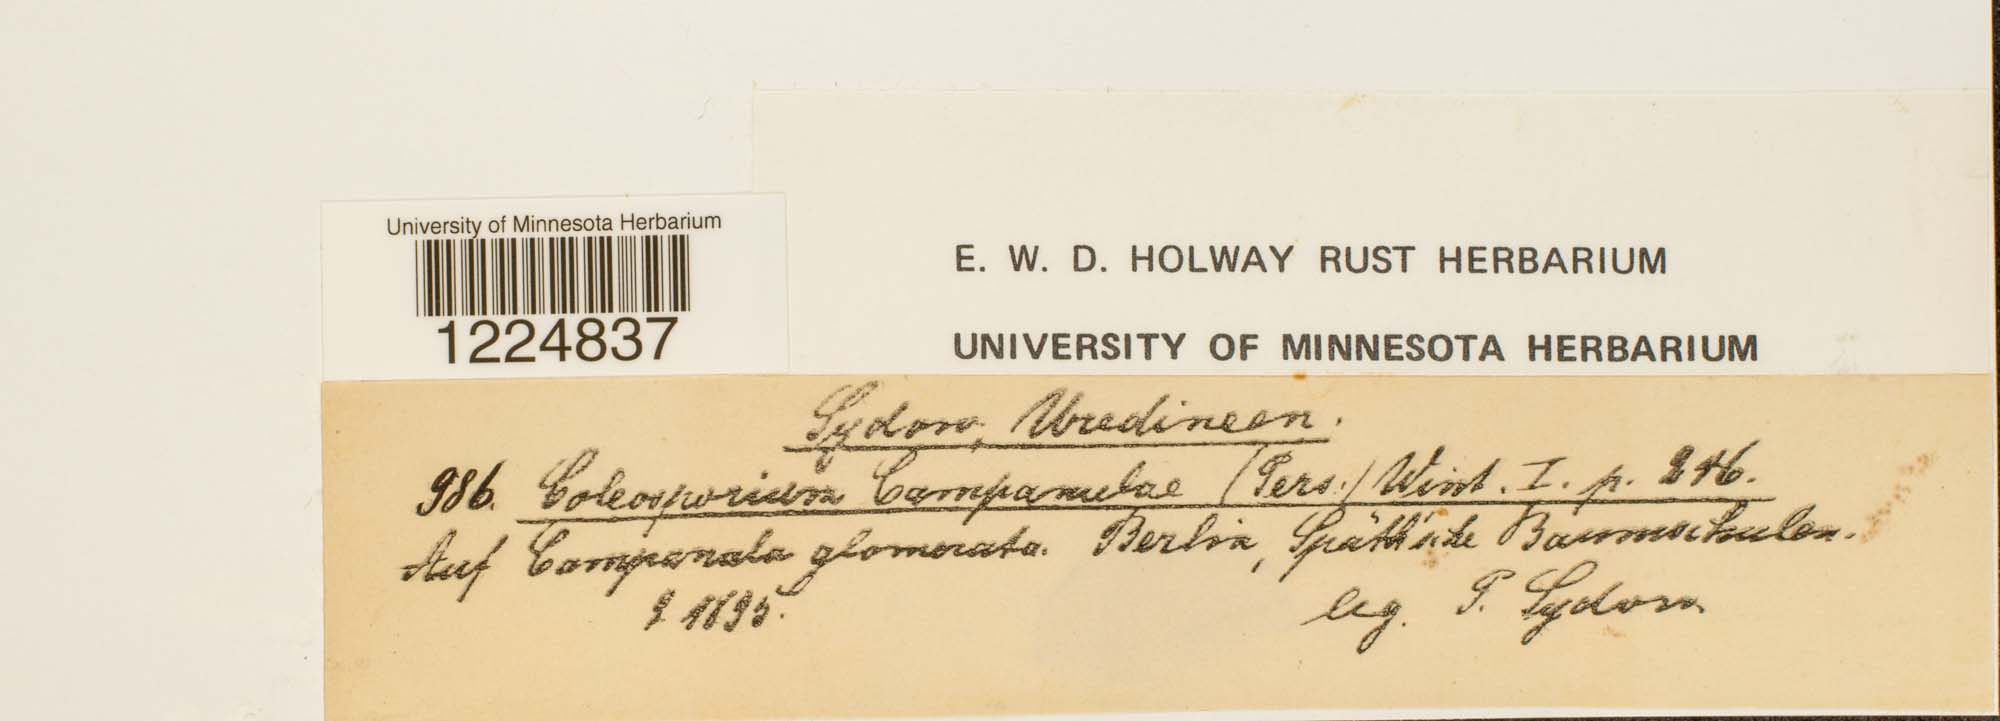 University of Minnesota Herbarium
1224837
E. W. D. HOLWAY RUST HERBARIUM
UNIVERSITY OF MINNESOTA HERBARIUM
Sydow, Uredineen.
986. Coleosporium Campanulae (Pers.) Wint. I. p. 246.
Auf Campanula glomerata. Berlin, Späth'sche Baumschulen.
9 1895.
leg. P. Sydow